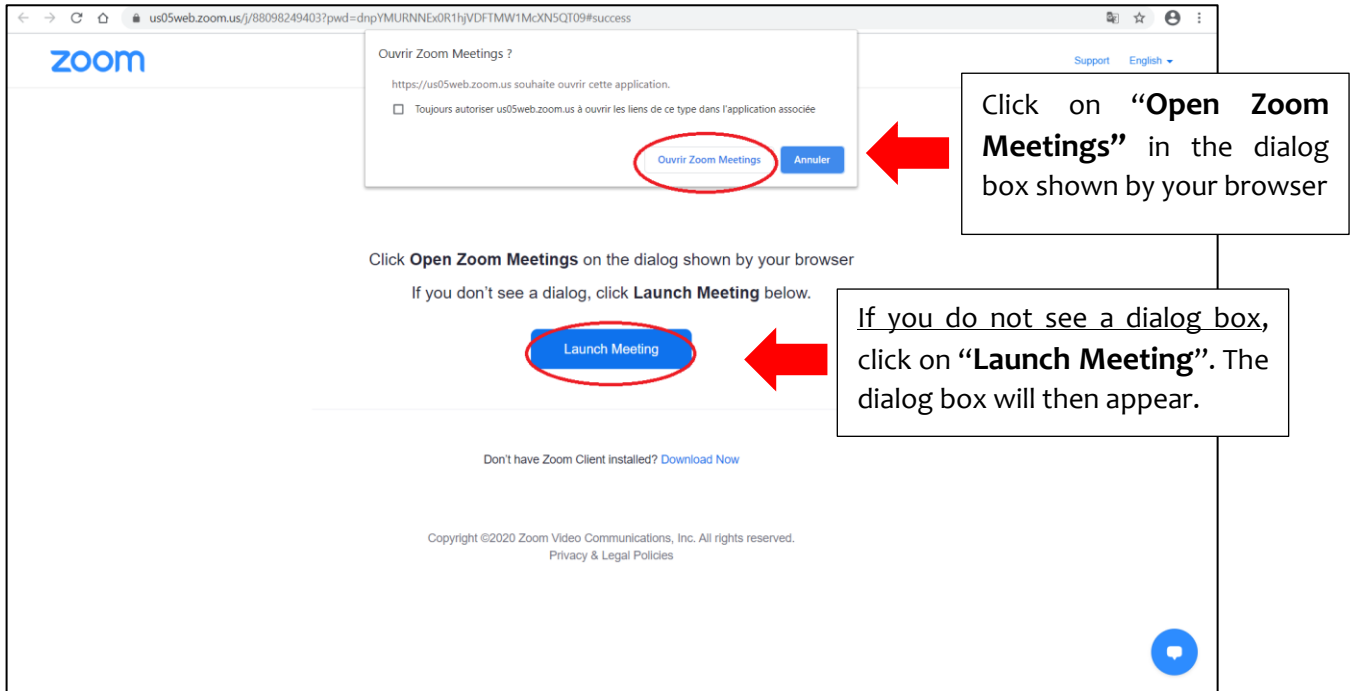 us05web.zoom.us/j/88098249403?pwd=dnpYMURNNEx0R1hjVDFTMW1McXN5QT09#success
zoom
Support English
Ouvrir Zoom Meetings ?
https://us05web.zoom.us souhaite ouvrir cette application.
Toujours autoriser us05web.zoom.us à ouvrir les liens de ce type dans l'application associée
Ouvrir Zoom Meetings Annuler
Click on “Open Zoom
Meetings” in the dialog
box shown by your browser
Click Open Zoom Meetings on the dialog shown by your browser
If you don’t see a dialog, click Launch Meeting below.
Launch Meeting
If you do not see a dialog box,
click on “Launch Meeting”. The
dialog box will then appear.
Don’t have Zoom Client installed? Download Now
Copyright ©2020 Zoom Video Communications, Inc. All rights reserved.
Privacy & Legal Policies